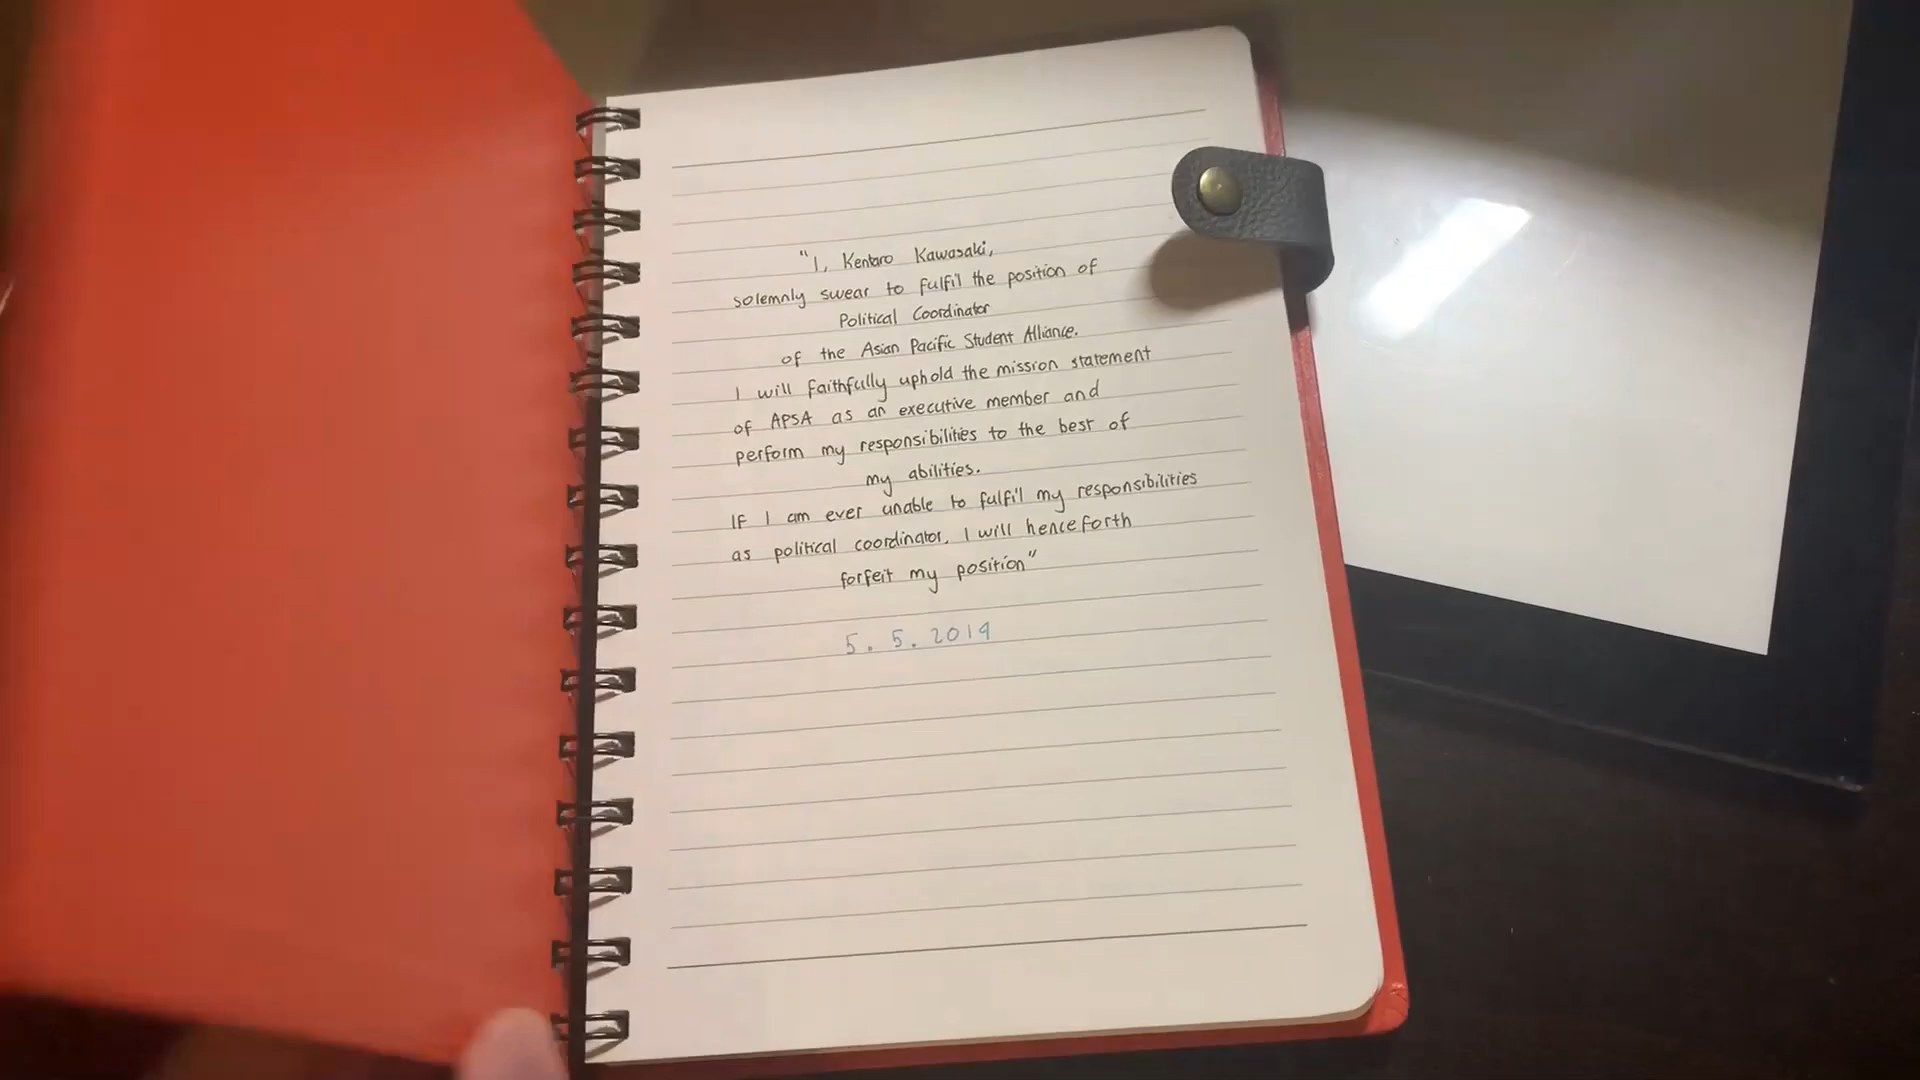 "I, Kentaro Kawasaki,
solemnly swear to fulfil the position of
Political Coordinator
of the Asian Pacific Student Alliance.
I will faithfully uphold the mission statement
of APSA as an executive member and
perform my responsibilities to the best of
my abilities.
If I am ever unable to fulfil my responsibilities
as political coordinator, I will henceforth
forfeit my position"
5. 5. 2019